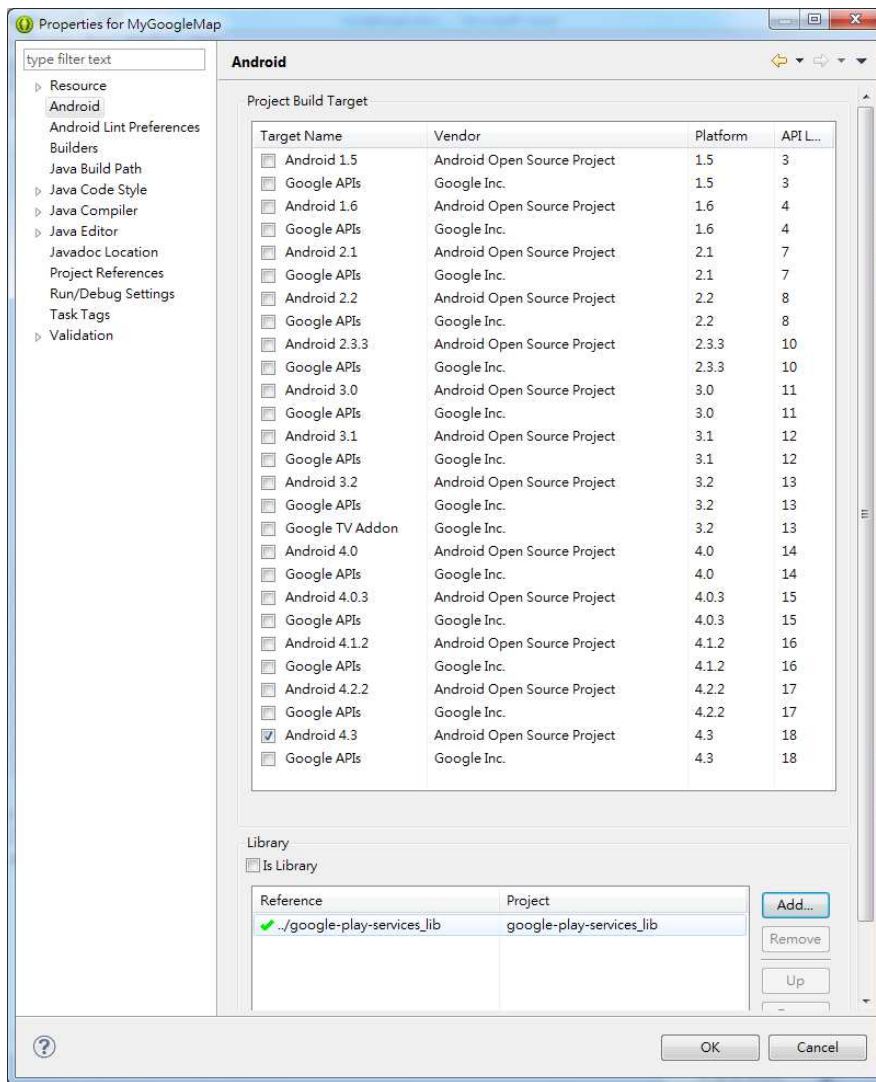 Properties for MyGoogleMap
type filter text
Resource
Android
Android Lint Preferences
Builders
Java Build Path
Java Code Style
Java Compiler
Java Editor
Javadoc Location
Project References
Run/Debug Settings
Task Tags
Validation
Android
Project Build Target
Target Name Vendor Platform API L...
Android 1.5 Android Open Source Project 1.5 3
Google APIs Google Inc. 1.5 3
Android 1.6 Android Open Source Project 1.6 4
Google APIs Google Inc. 1.6 4
Android 2.1 Android Open Source Project 2.1 7
Google APIs Google Inc. 2.1 7
Android 2.2 Android Open Source Project 2.2 8
Google APIs Google Inc. 2.2 8
Android 2.3.3 Android Open Source Project 2.3.3 10
Google APIs Google Inc. 2.3.3 10
Android 3.0 Android Open Source Project 3.0 11
Google APIs Google Inc. 3.0 11
Android 3.1 Android Open Source Project 3.1 12
Google APIs Google Inc. 3.1 12
Android 3.2 Android Open Source Project 3.2 13
Google APIs Google Inc. 3.2 13
Google TV Addon Google Inc. 3.2 13
Android 4.0 Android Open Source Project 4.0 14
Google APIs Google Inc. 4.0 14
Android 4.0.3 Android Open Source Project 4.0.3 15
Google APIs Google Inc. 4.0.3 15
Android 4.1.2 Android Open Source Project 4.1.2 16
Google APIs Google Inc. 4.1.2 16
Android 4.2.2 Android Open Source Project 4.2.2 17
Google APIs Google Inc. 4.2.2 17
Android 4.3 Android Open Source Project 4.3 18
Google APIs Google Inc. 4.3 18
Library
Is Library
Reference Project
../google-play-services_lib google-play-services_lib
Add...
Remove
Up
OK Cancel